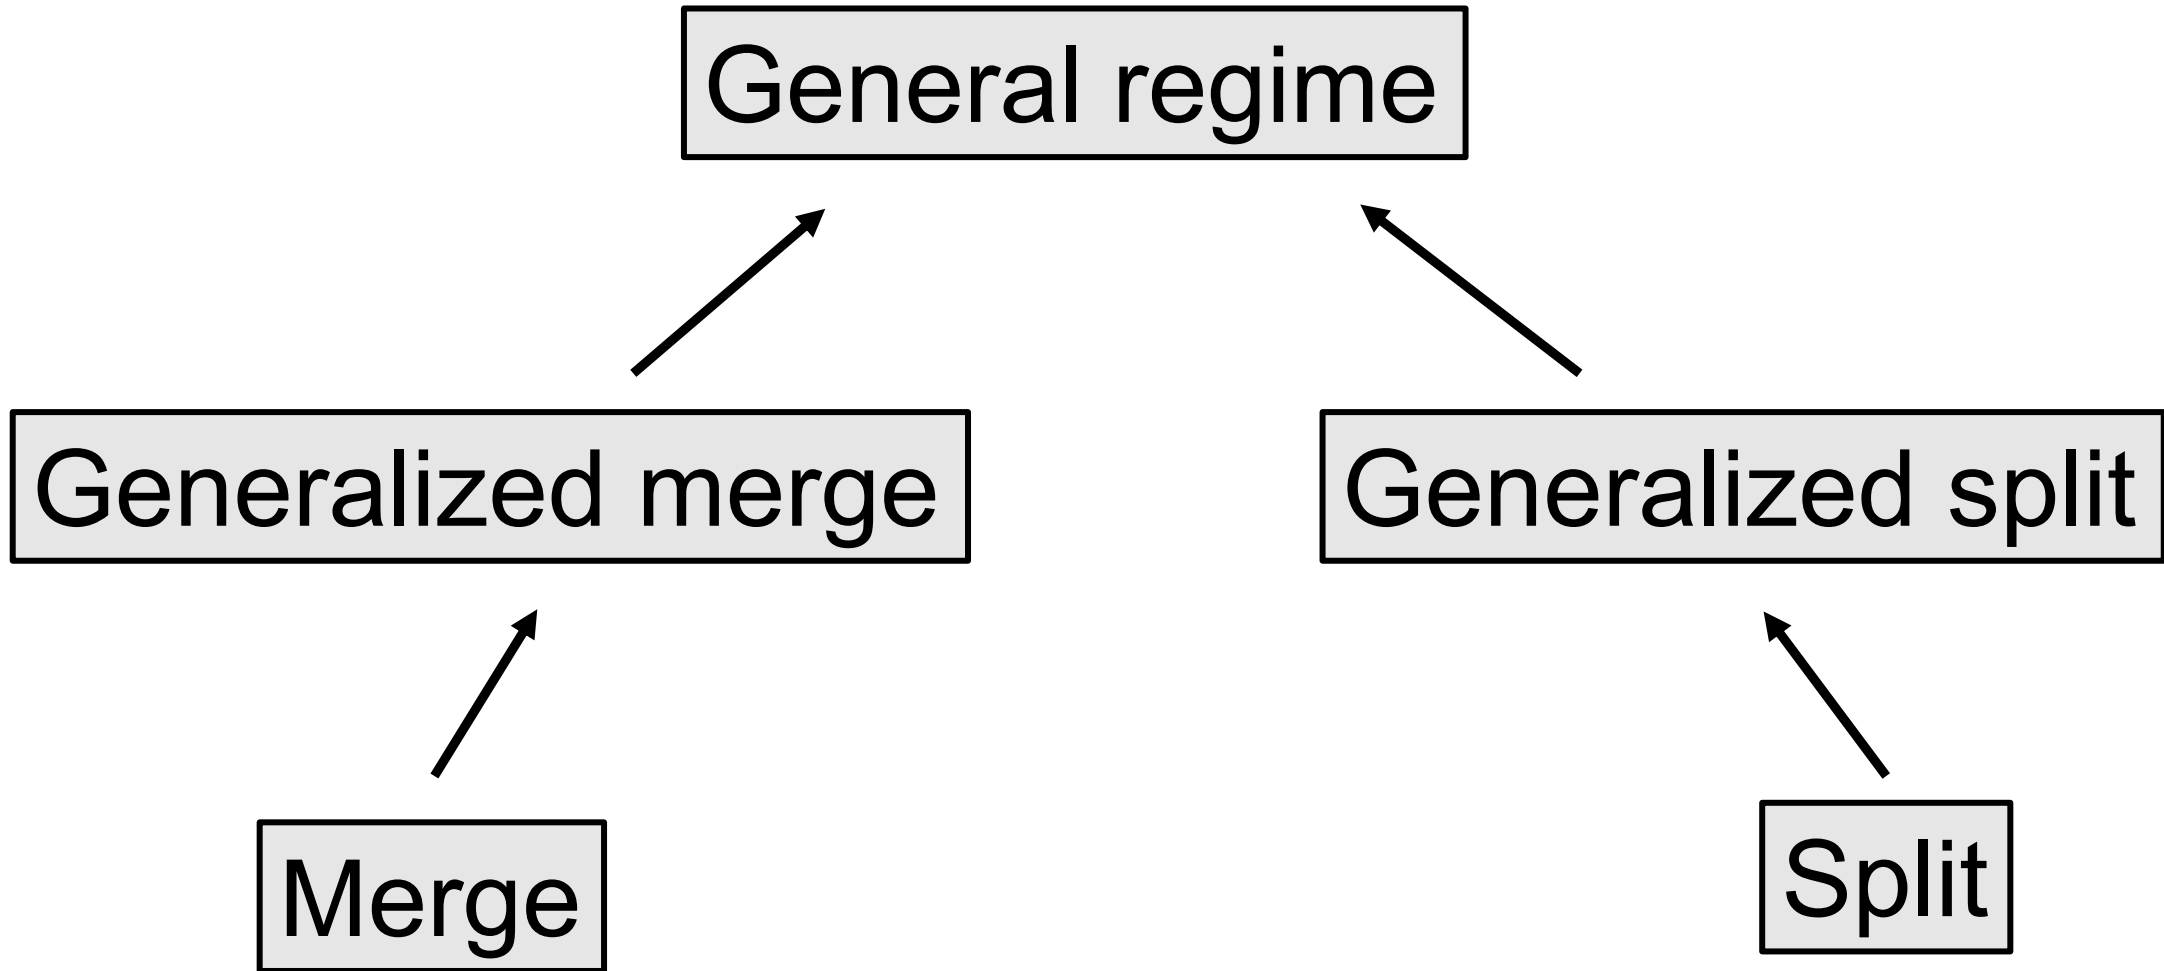 General regime
Generalized merge
Generalized split
Merge
Split